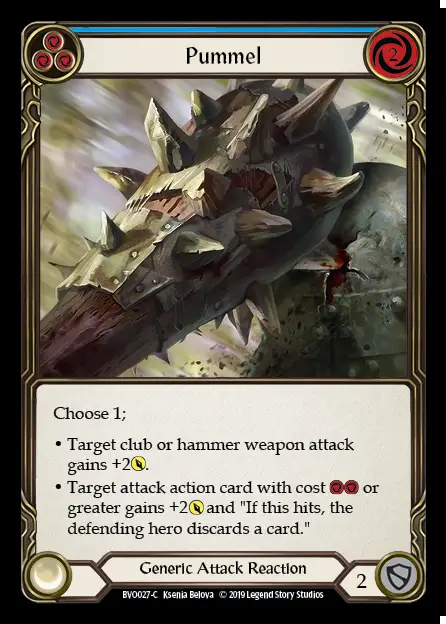 2
Pummel
Choose 1;
• Target club or hammer weapon attack
gains +2.
• Target attack action card with cost or
greater gains +2 and "If this hits, the
defending hero discards a card."
Generic Attack Reaction
2
BVO027-C Ksenia Belova © 2019 Legend Story Studios